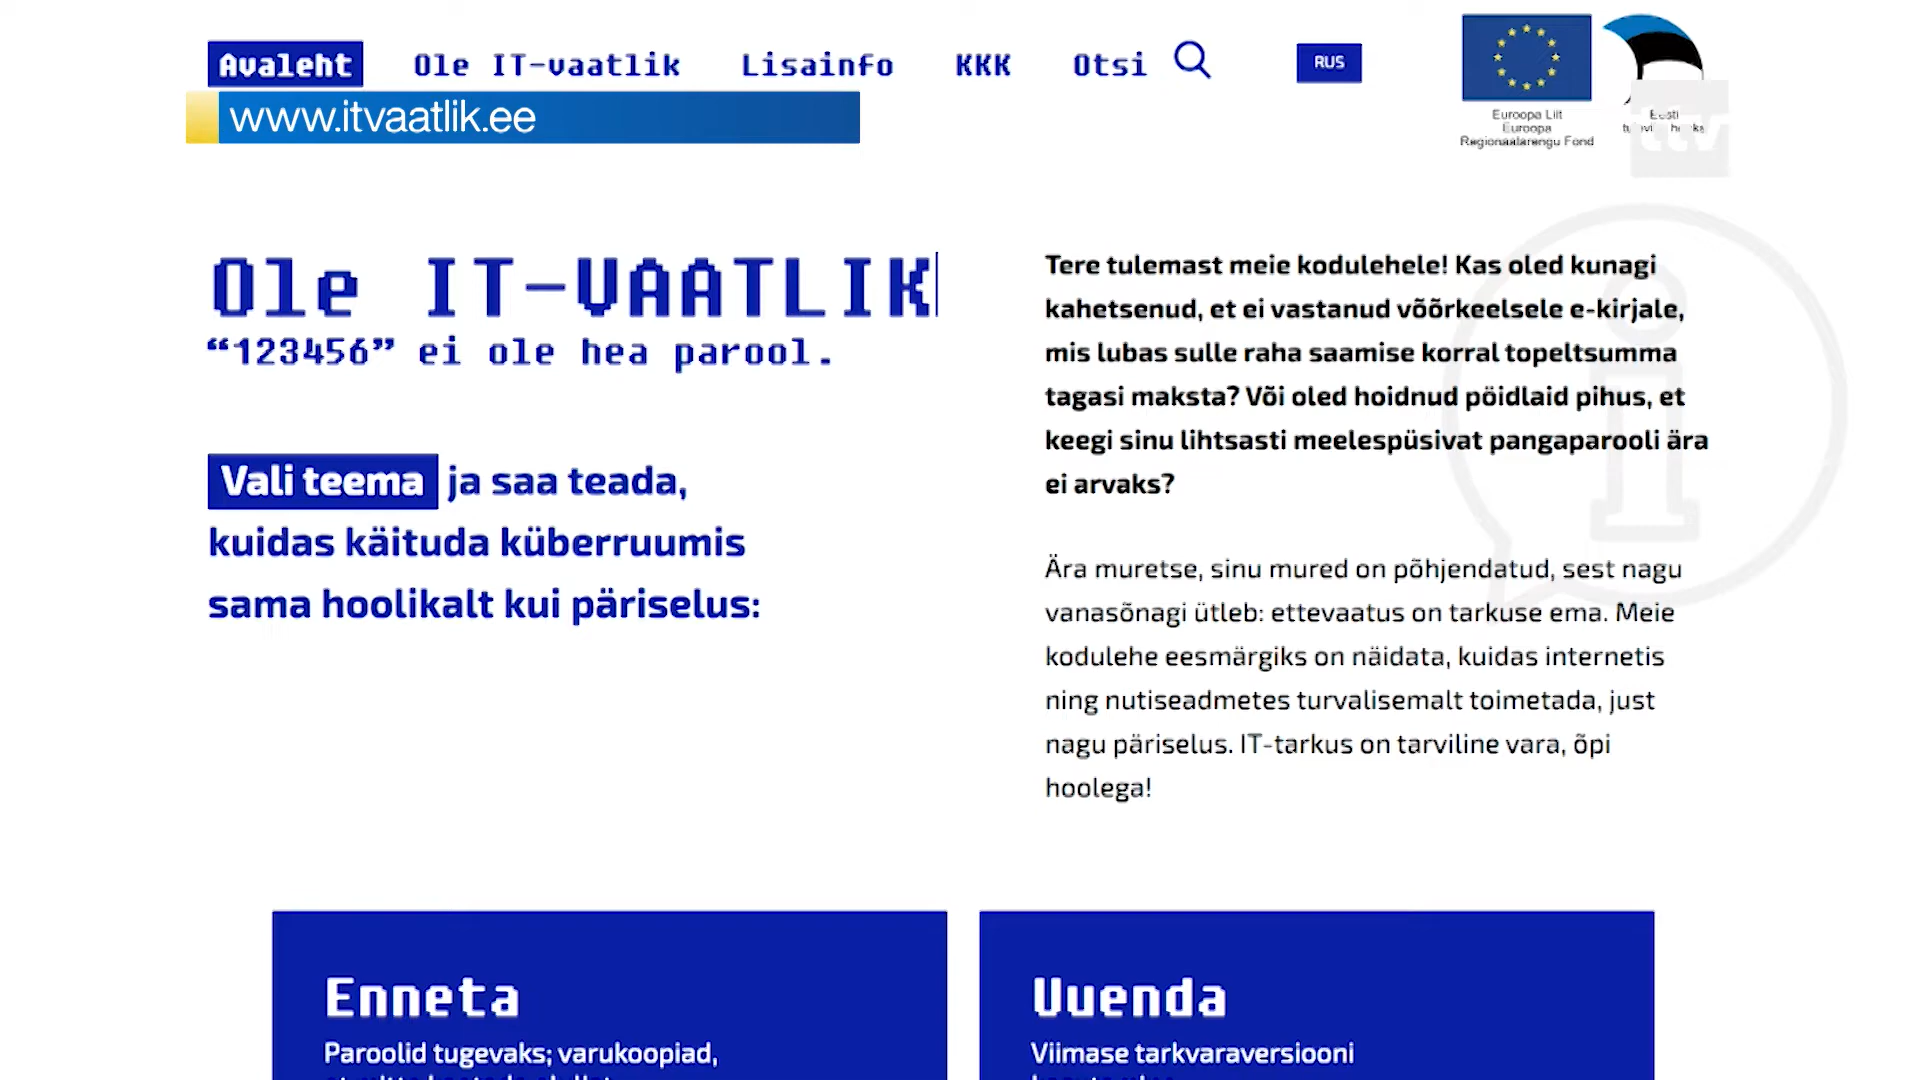 Avaleht Ole IT-vaatlik Lisainfo KKK Otsi RUS
www.itvaatlik.ee
Euroopa Liit
Euroopa
Regionaalarengu Fond
Eesti
ttv
Ole IT-VAATLIK
“123456” ei ole hea parool.
Vali teema ja saa teada,
kuidas käituda küberruumis
sama hoolikalt kui päriselus:
Tere tulemast meie kodulehele! Kas oled kunagi
kahetsenud, et ei vastanud võõrkeelsele e-kirjale,
mis lubas sulle raha saamise korral topeltsumma
tagasi maksta? Või oled hoidnud pöidlaid pihus, et
keegi sinu lihtsasti meelespüsivat pangaparooli ära
ei arvaks?
Ära muretse, sinu mured on põhjendatud, sest nagu
vanasõnagi ütleb: ettevaatus on tarkuse ema. Meie
kodulehe eesmärgiks on näidata, kuidas internetis
ning nutiseadmetes turvalisemalt toimetada, just
nagu päriselus. IT-tarkus on tarviline vara, õpi
hoolega!
Enneta
Paroolid tugevaks; varukoopiad,
Uuenda
Viimase tarkvaraversiooni